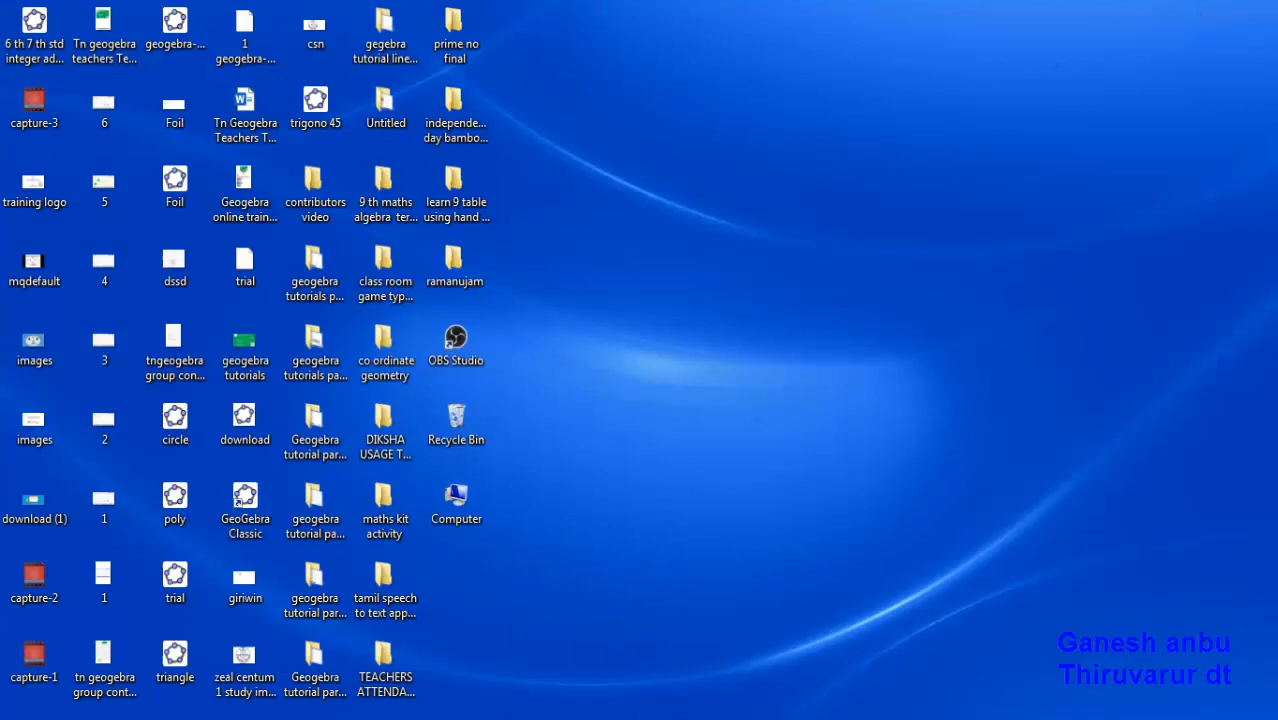 6 th 7 th std
integer ad...
Tn geogebra
teachers Te...
geogebra-...
1
geogebra-...
csn
gegebra
tutorial line...
prime no
final
capture-3
6
Foil
Tn Geogebra
Teachers T...
trigono 45
Untitled
independe...
day bambo...
training logo
5
Foil
Geogebra
online train...
contributors
video
9 th maths
algebra ter...
learn 9 table
using hand ...
mqdefault
4
dssd
trial
geogebra
tutorials p...
class room
game typ...
ramanujam
images
3
tngeogebra
group con...
geogebra
tutorials
geogebra
tutorials pa...
co ordinate
geometry
OBS Studio
images
2
circle
download
Geogebra
tutorial par...
DIKSHA
USAGE T...
Recycle Bin
download (1)
1
poly
GeoGebra
Classic
geogebra
tutorial pa...
maths kit
activity
Computer
capture-2
1
trial
giriwin
geogebra
tutorial par...
tamil speech
to text app...
capture-1
tn geogebra
group cont...
triangle
zeal centum
1 study im...
Geogebra
tutorial par...
TEACHERS
ATTENDA...
Ganesh anbu
Thiruvarur dt